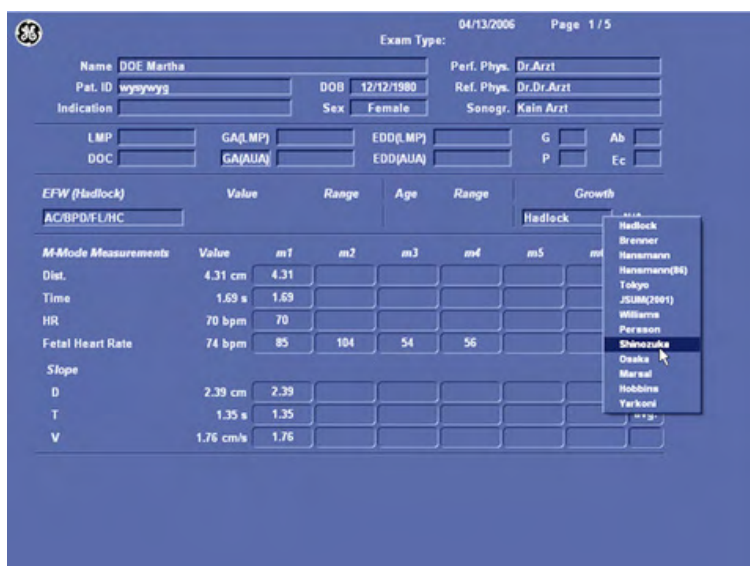 04/13/2006 Page 1/5
Exam Type:
Name DOE Martha Perf. Phys. Dr.Arzt
Pat. ID wysywyg DOB 12/12/1980 Ref. Phys. Dr.Dr.Arzt
Indication Sex Female Sonogr. Kain Arzt
LMP GA(LMP) EDD(LMP) G Ab
DOC GA(AUA) EDD(AUA) P Ec
EFW (Hadlock) Value Range Age Range Growth
AC/BPD/FL/HC Hadlock
Hadlock
Brenner
Hansmann
Hansmann(86)
Tokyo
JSUM(2001)
Williams
Persson
Shinozuka
Osaka
Marsal
Hobbins
Yarkoni
M-Mode Measurements Value m1 m2 m3 m4 m5
Dist. 4.31 cm 4.31
Time 1.69 s 1.69
HR 70 bpm 70
Fetal Heart Rate 74 bpm 85 104 54 56
Slope
D 2.39 cm 2.39
T 1.35 s 1.35
V 1.76 cm/s 1.76